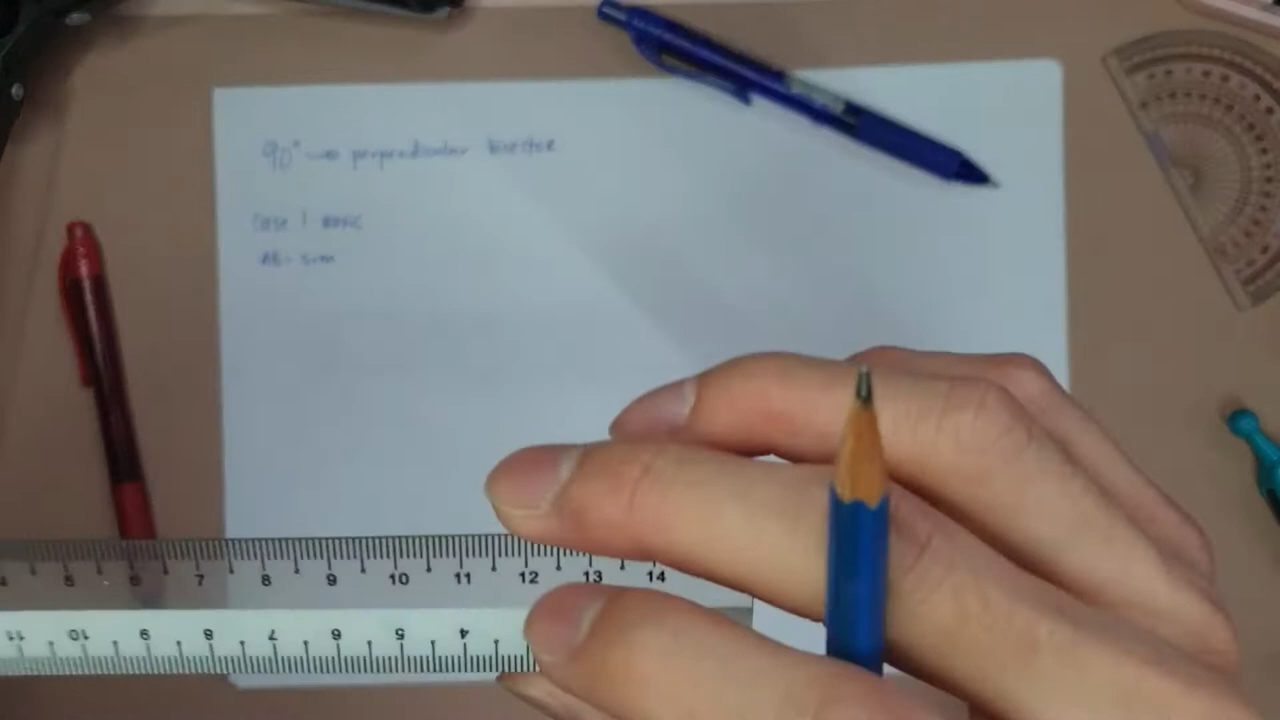 90° → perpendicular bisector
Case 1 basic
AB = 5cm
5 6 7 8 9 10 11 12 13 14
11 10 9 8 7 6 5 4